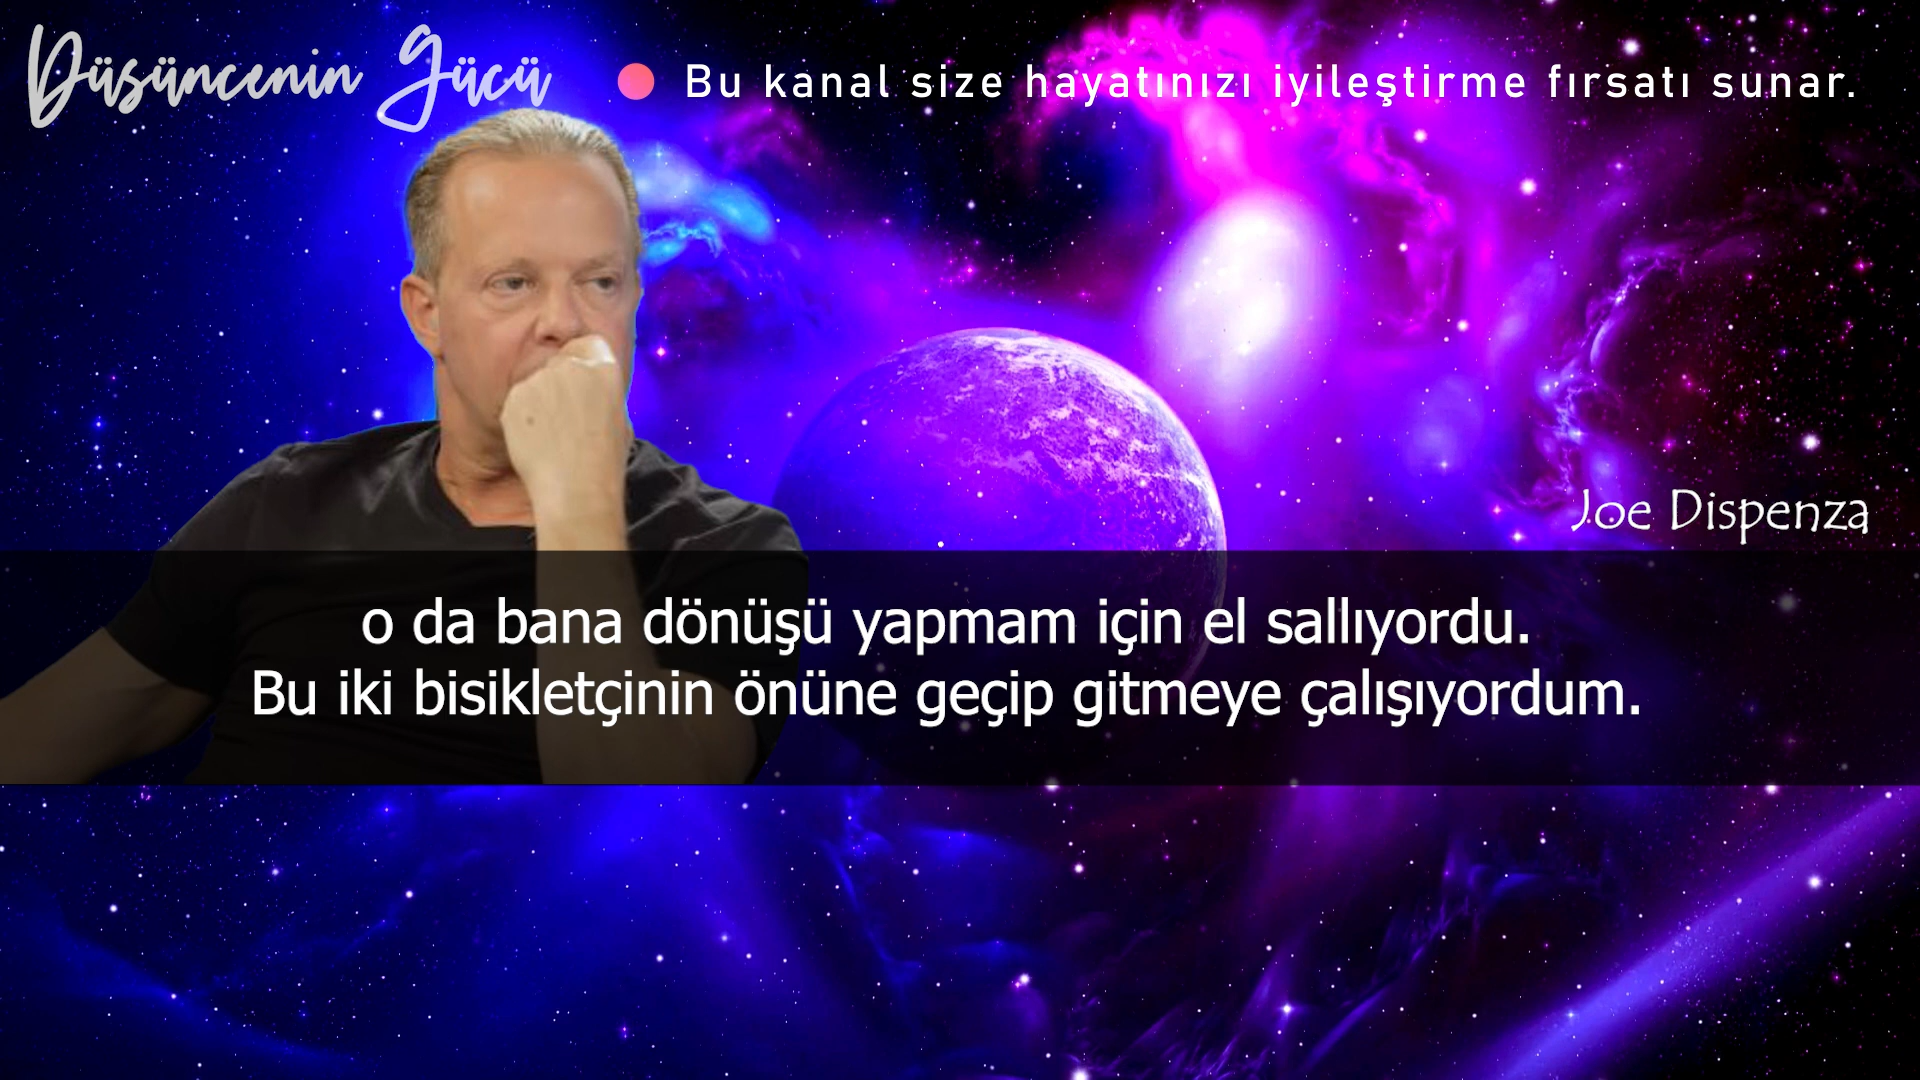 Düşüncenin Gücü
Bu kanal size hayatınızı iyileştirme fırsatı sunar.
Joe Dispenza
o da bana dönüşü yapmam için el sallıyordu.
Bu iki bisikletçinin önüne geçip gitmeye çalışıyordum.